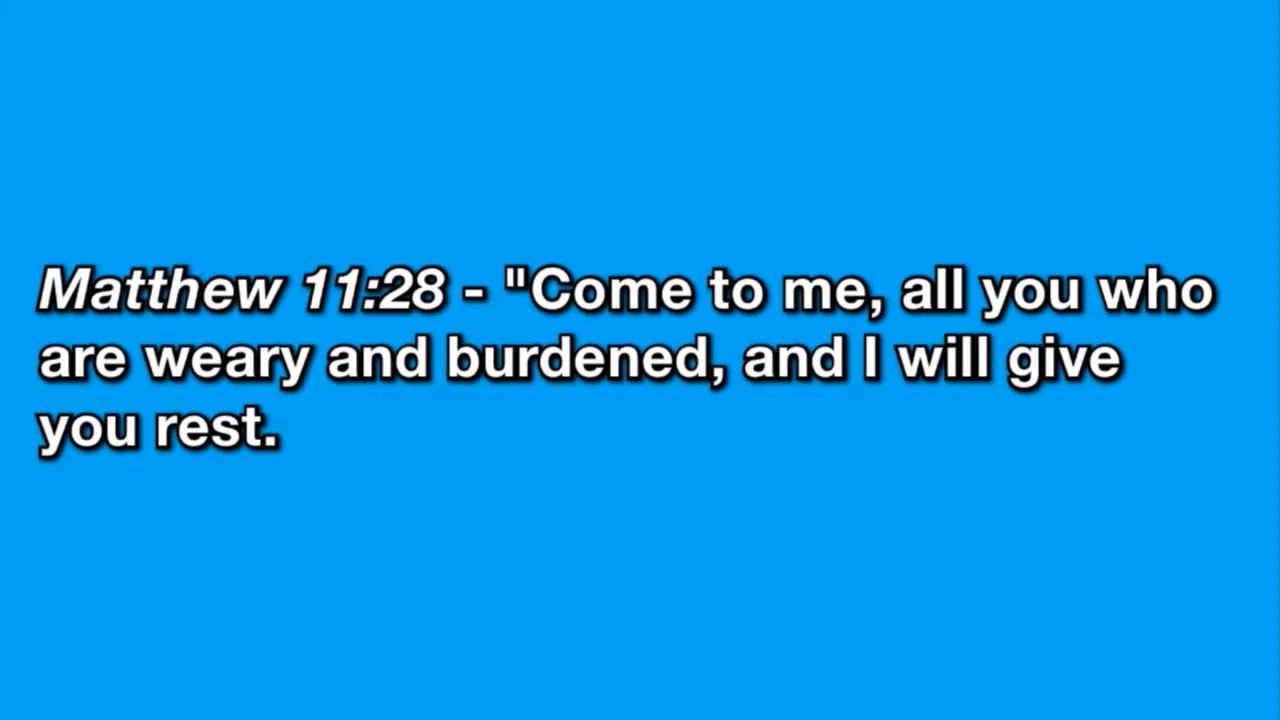 Matthew 11:28 - "Come to me, all you who
are weary and burdened, and I will give
you rest.